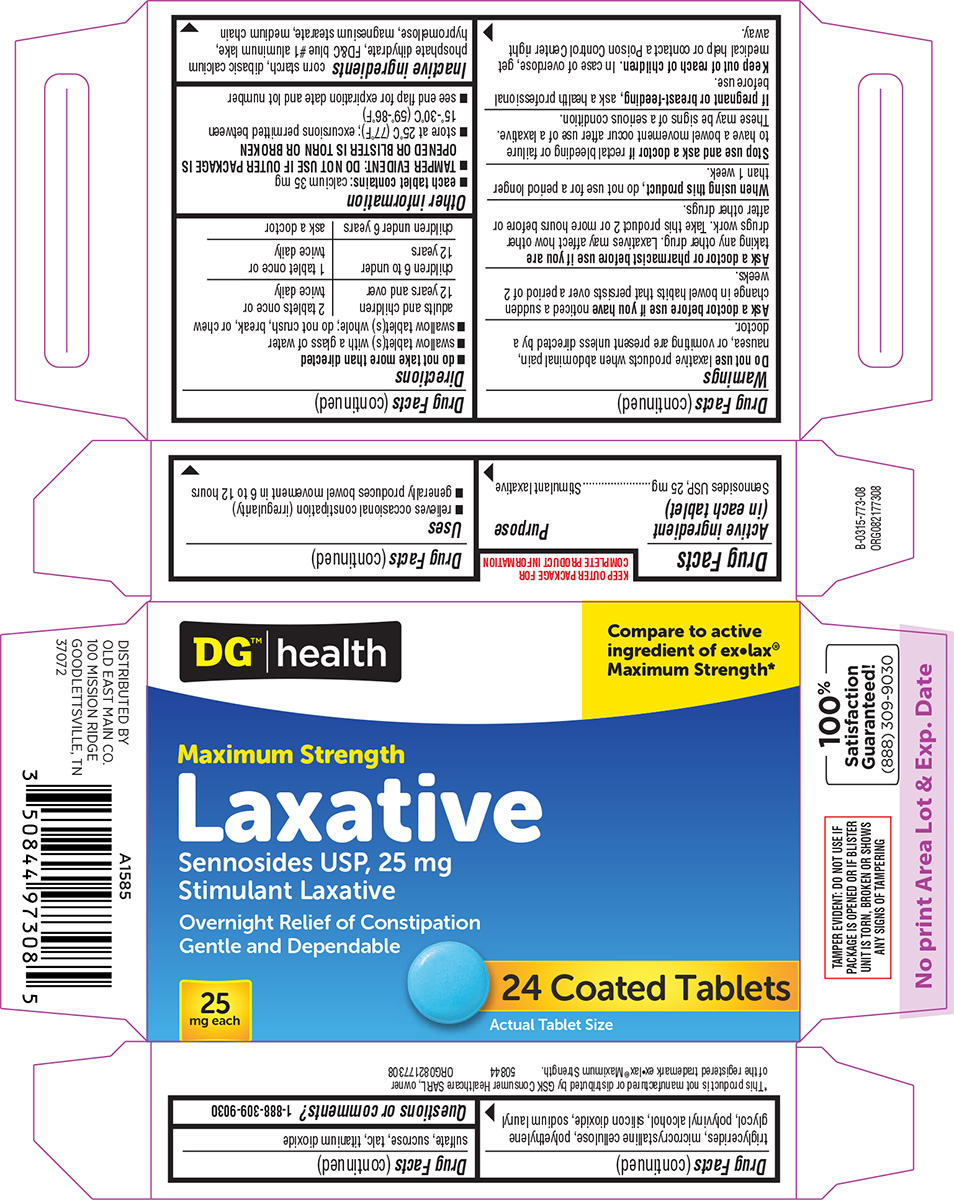 DG™ health
Compare to active
ingredient of ex•lax®
Maximum Strength*
Maximum Strength
Laxative
Sennosides USP, 25 mg
Stimulant Laxative
Overnight Relief of Constipation
Gentle and Dependable
25
mg each
24 Coated Tablets
Actual Tablet Size
DISTRIBUTED BY
OLD EAST MAIN CO.
100 MISSION RIDGE
GOODLETTSVILLE, TN
37072
A1585
3 50844 97308 5
100%
Satisfaction
Guaranteed!
(888) 309-9030
TAMPER EVIDENT: DO NOT USE IF
PACKAGE IS OPENED OR IF BLISTER
UNIT IS TORN, BROKEN OR SHOWS
ANY SIGNS OF TAMPERING
No print Area Lot & Exp. Date
B-0315-773-08
ORG082177308
KEEP OUTER PACKAGE FOR
COMPLETE PRODUCT INFORMATION
Drug Facts
Active ingredient
(in each tablet)
Purpose
Sennosides USP, 25 mg......................Stimulant laxative
Drug Facts (continued)
Uses
■ relieves occasional constipation (irregularity)
■ generally produces bowel movement in 6 to 12 hours
Drug Facts (continued)
Warnings
Do not use laxative products when abdominal pain,
nausea, or vomiting are present unless directed by a
doctor.
Ask a doctor before use if you have noticed a sudden
change in bowel habits that persists over a period of 2
weeks.
Ask a doctor or pharmacist before use if you are
taking any other drug. Laxatives may affect how other
drugs work. Take this product 2 or more hours before or
after other drugs.
When using this product, do not use for a period longer
than 1 week.
Stop use and ask a doctor if rectal bleeding or failure
to have a bowel movement occur after use of a laxative.
These may be signs of a serious condition.
If pregnant or breast-feeding, ask a health professional
before use.
Keep out of reach of children. In case of overdose, get
medical help or contact a Poison Control Center right
away.
Drug Facts (continued)
Directions
■ do not take more than directed
■ swallow tablet(s) with a glass of water
■ swallow tablet(s) whole; do not crush, break, or chew
adults and children 2 tablets once or
12 years and over twice daily
children 6 to under 1 tablet once or
12 years twice daily
children under 6 years ask a doctor
Other information
■ each tablet contains: calcium 35 mg
■ TAMPER EVIDENT: DO NOT USE IF OUTER PACKAGE IS
OPENED OR BLISTER IS TORN OR BROKEN
■ store at 25°C (77°F); excursions permitted between
15°-30°C (59°-86°F)
■ see end flap for expiration date and lot number
Inactive ingredients corn starch, dibasic calcium
phosphate dihydrate, FD&C blue #1 aluminum lake,
hypromellose, magnesium stearate, medium chain
Drug Facts (continued)
triglycerides, microcrystalline cellulose, polyethylene
glycol, polyvinyl alcohol, silicon dioxide, sodium lauryl
Drug Facts (continued)
sulfate, sucrose, talc, titanium dioxide
Questions or comments? 1-888-309-9030
*This product is not manufactured or distributed by GSK Consumer Healthcare SARL, owner
of the registered trademark ex•lax® Maximum Strength. 50844 ORG082177308